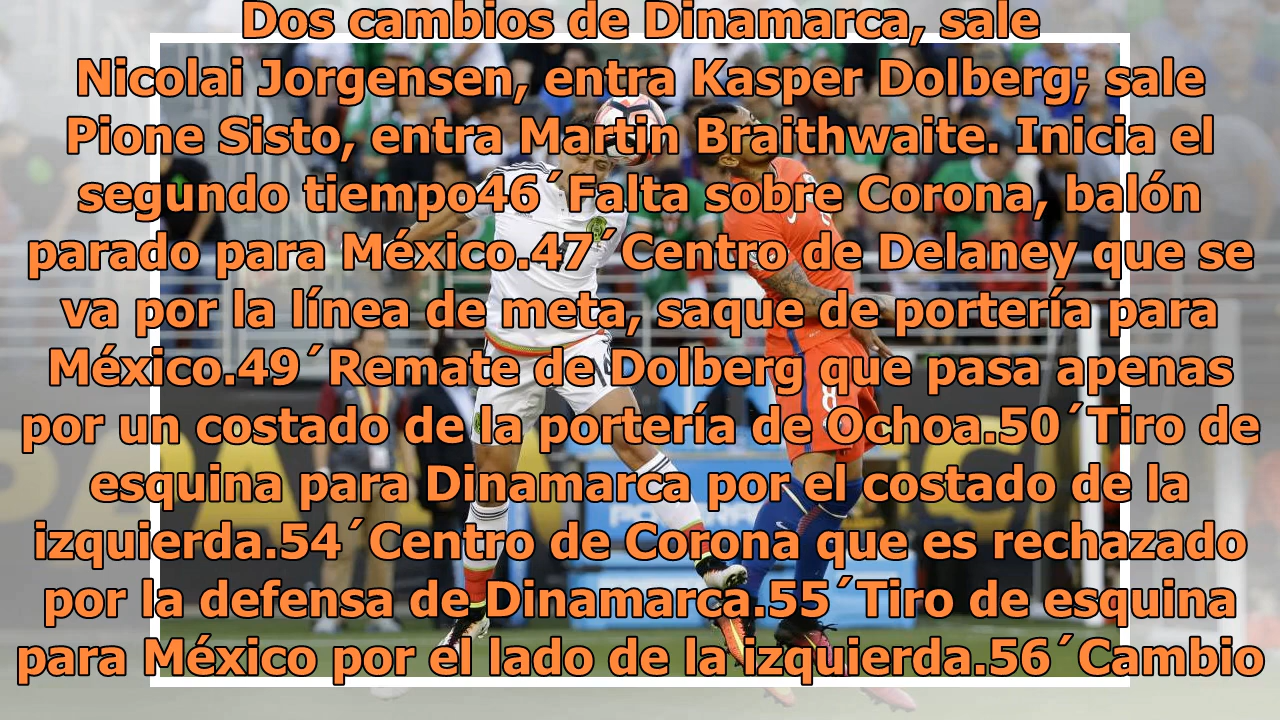 Dos cambios de Dinamarca, sale
Nicolai Jorgensen, entra Kasper Dolberg; sale
Pione Sisto, entra Martin Braithwaite. Inicia el
segundo tiempo46´Falta sobre Corona, balón
parado para México.47´Centro de Delaney que se
va por la línea de meta, saque de portería para
México.49´Remate de Dolberg que pasa apenas
por un costado de la portería de Ochoa.50´Tiro de
esquina para Dinamarca por el costado de la
izquierda.54´Centro de Corona que es rechazado
por la defensa de Dinamarca.55´Tiro de esquina
para México por el lado de la izquierda.56´Cambio
17
8